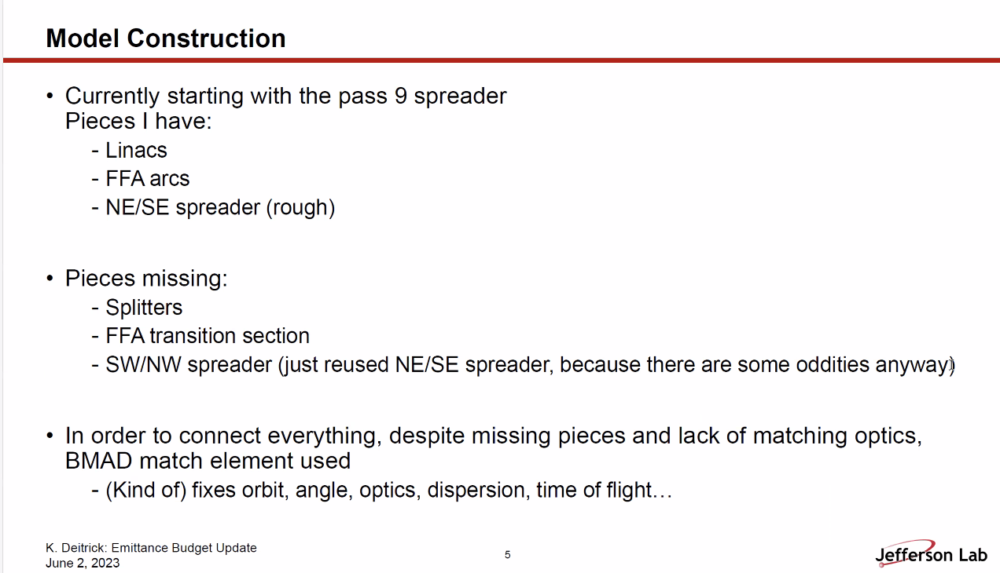 Model Construction
• Currently starting with the pass 9 spreader
Pieces I have:
- Linacs
- FFA arcs
- NE/SE spreader (rough)
• Pieces missing:
- Splitters
- FFA transition section
- SW/NW spreader (just reused NE/SE spreader, because there are some oddities anyway)
• In order to connect everything, despite missing pieces and lack of matching optics,
BMAD match element used
- (Kind of) fixes orbit, angle, optics, dispersion, time of flight…
K. Deitrick: Emittance Budget Update
June 2, 2023
5
Jefferson Lab